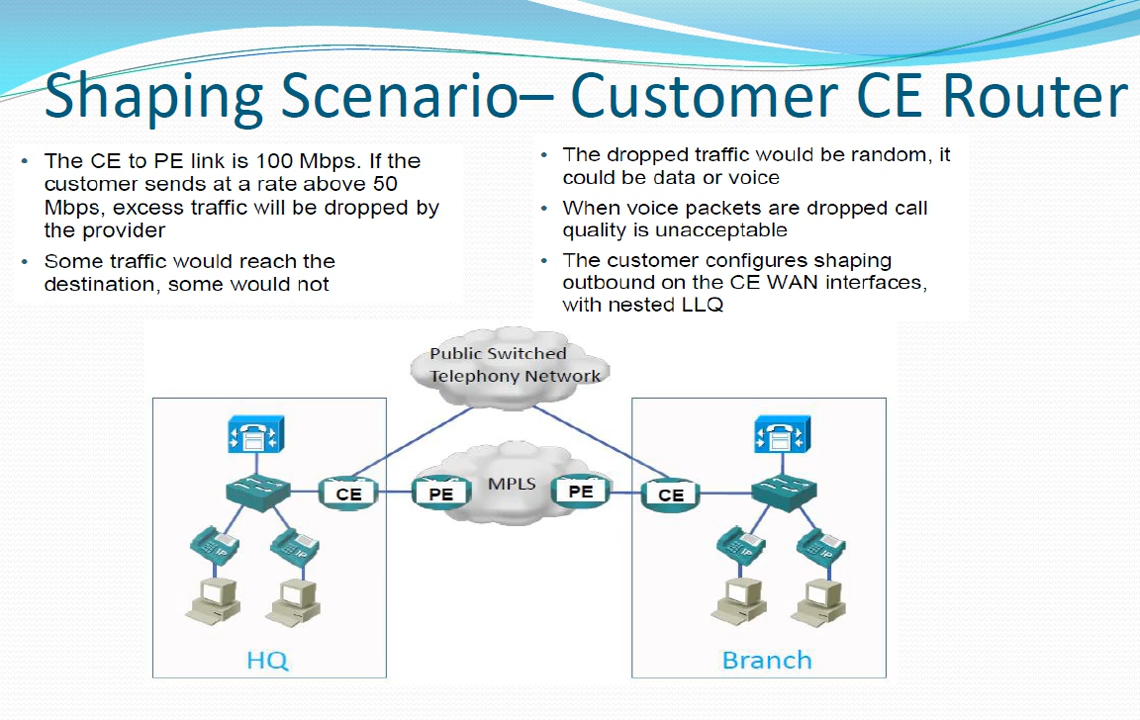 Shaping Scenario– Customer CE Router
• The CE to PE link is 100 Mbps. If the
customer sends at a rate above 50
Mbps, excess traffic will be dropped by
the provider
• Some traffic would reach the
destination, some would not
• The dropped traffic would be random, it
could be data or voice
• When voice packets are dropped call
quality is unacceptable
• The customer configures shaping
outbound on the CE WAN interfaces,
with nested LLQ
Public Switched
Telephony Network
CE
PE
MPLS
PE
CE
IP
IP
IP
IP
HQ
Branch